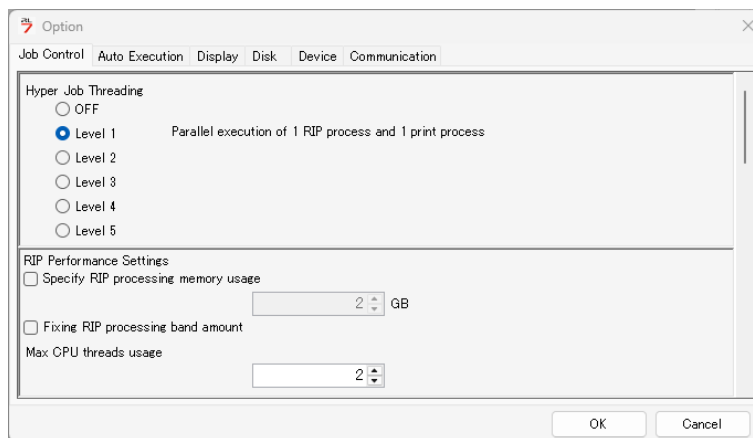 Option
Job Control Auto Execution Display Disk Device Communication
Hyper Job Threading
OFF
Level 1 Parallel execution of 1 RIP process and 1 print process
Level 2
Level 3
Level 4
Level 5
RIP Performance Settings
Specify RIP processing memory usage
2 GB
Fixing RIP processing band amount
Max CPU threads usage
2
OK Cancel